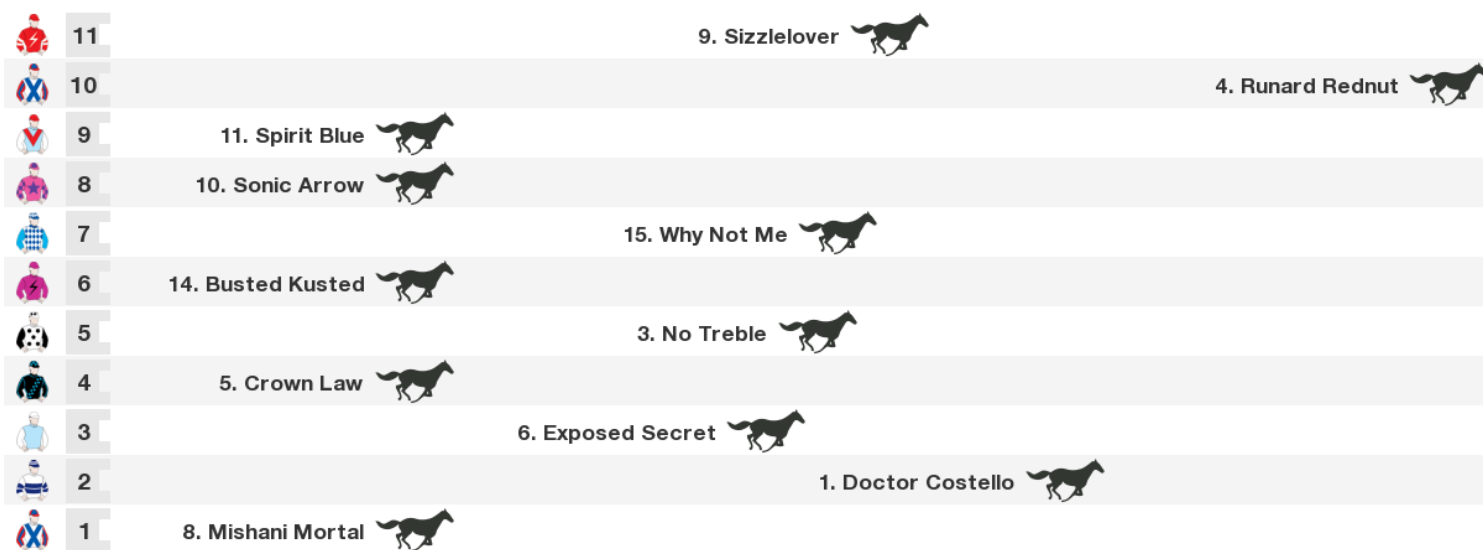 11 9. Sizzlelover
10 4. Runard Rednut
9 11. Spirit Blue
8 10. Sonic Arrow
7 15. Why Not Me
6 14. Busted Kusted
5 3. No Treble
4 5. Crown Law
3 6. Exposed Secret
2 1. Doctor Costello
1 8. Mishani Mortal